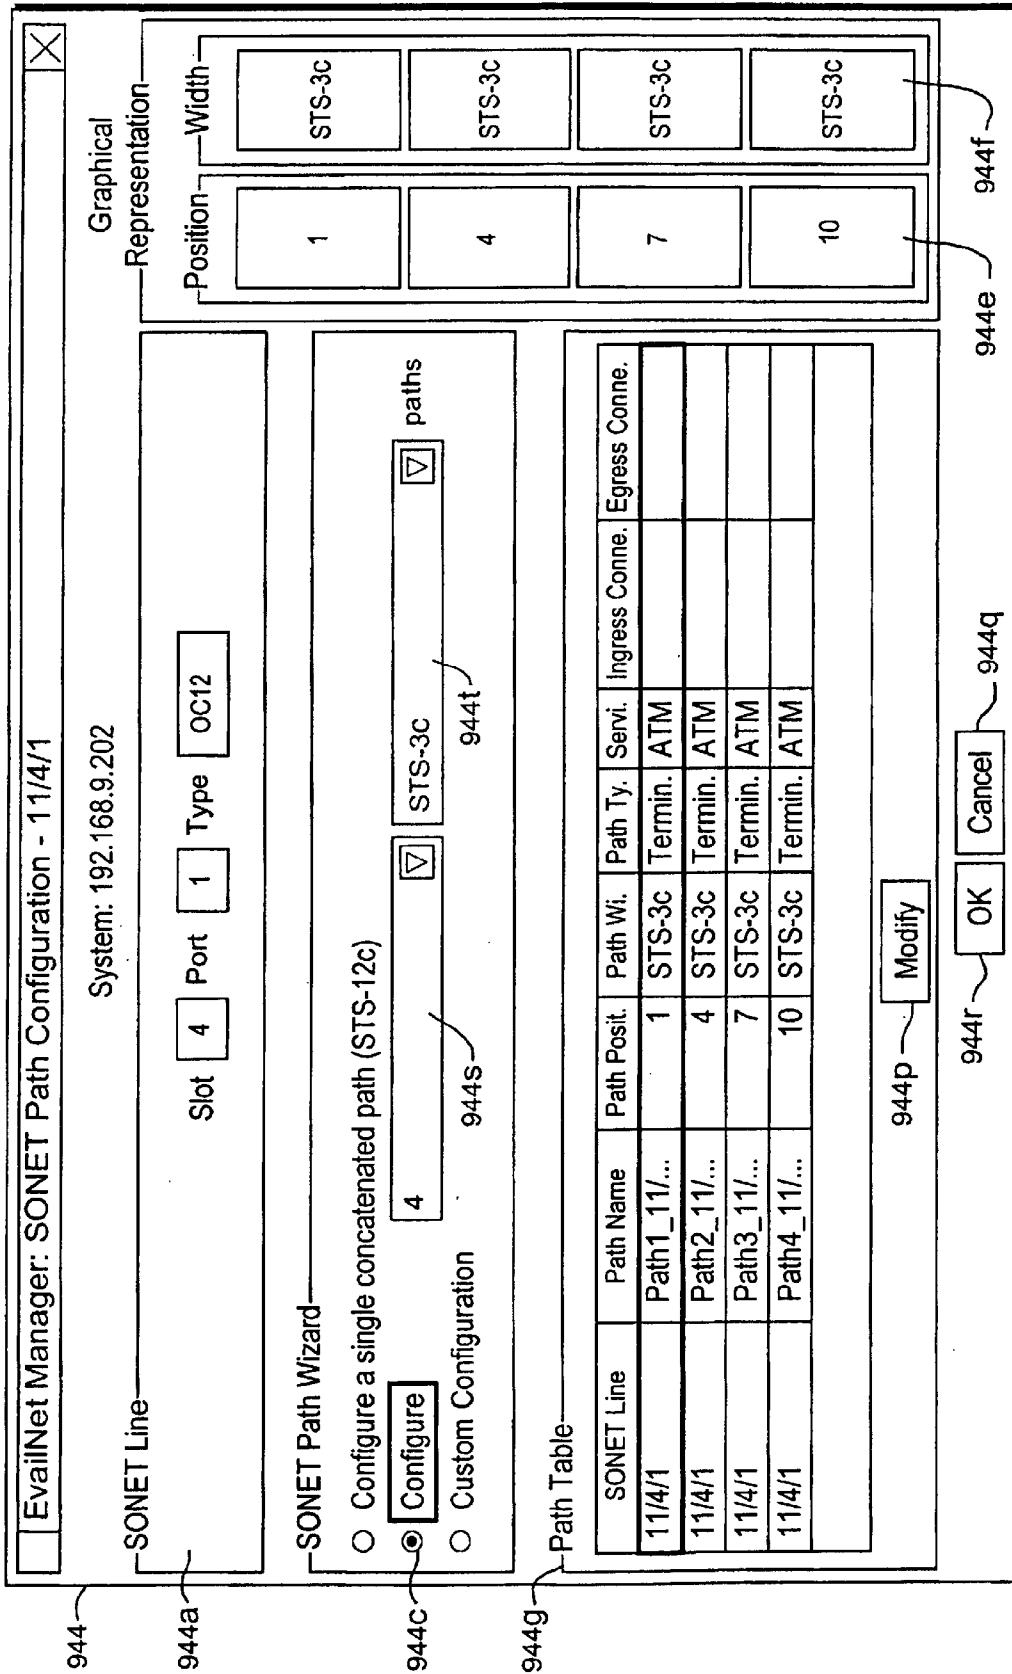 EvailNet Manager: SONET Path Configuration - 11/4/1
System: 192.168.9.202
944
SONET Line
944a
Slot 4 Port 1 Type OC12
SONET Path Wizard
Configure a single concatenated path (STS-12c)
944c
Configure 4 STS-3c paths
944s
944t
Custom Configuration
944g
Path Table
SONET Line Path Name Path Posit. Path Wi. Path Ty. Servi. Ingress Conne. Egress Conne.
11/4/1 Path1_11/... 1 STS-3c Termin. ATM
11/4/1 Path2_11/... 4 STS-3c Termin. ATM
11/4/1 Path3_11/... 7 STS-3c Termin. ATM
11/4/1 Path4_11/... 10 STS-3c Termin. ATM
944p
Modify
944r
OK
Cancel
944q
Graphical
Representation
Position Width
1 STS-3c
4 STS-3c
7 STS-3c
10 STS-3c
944e
944f